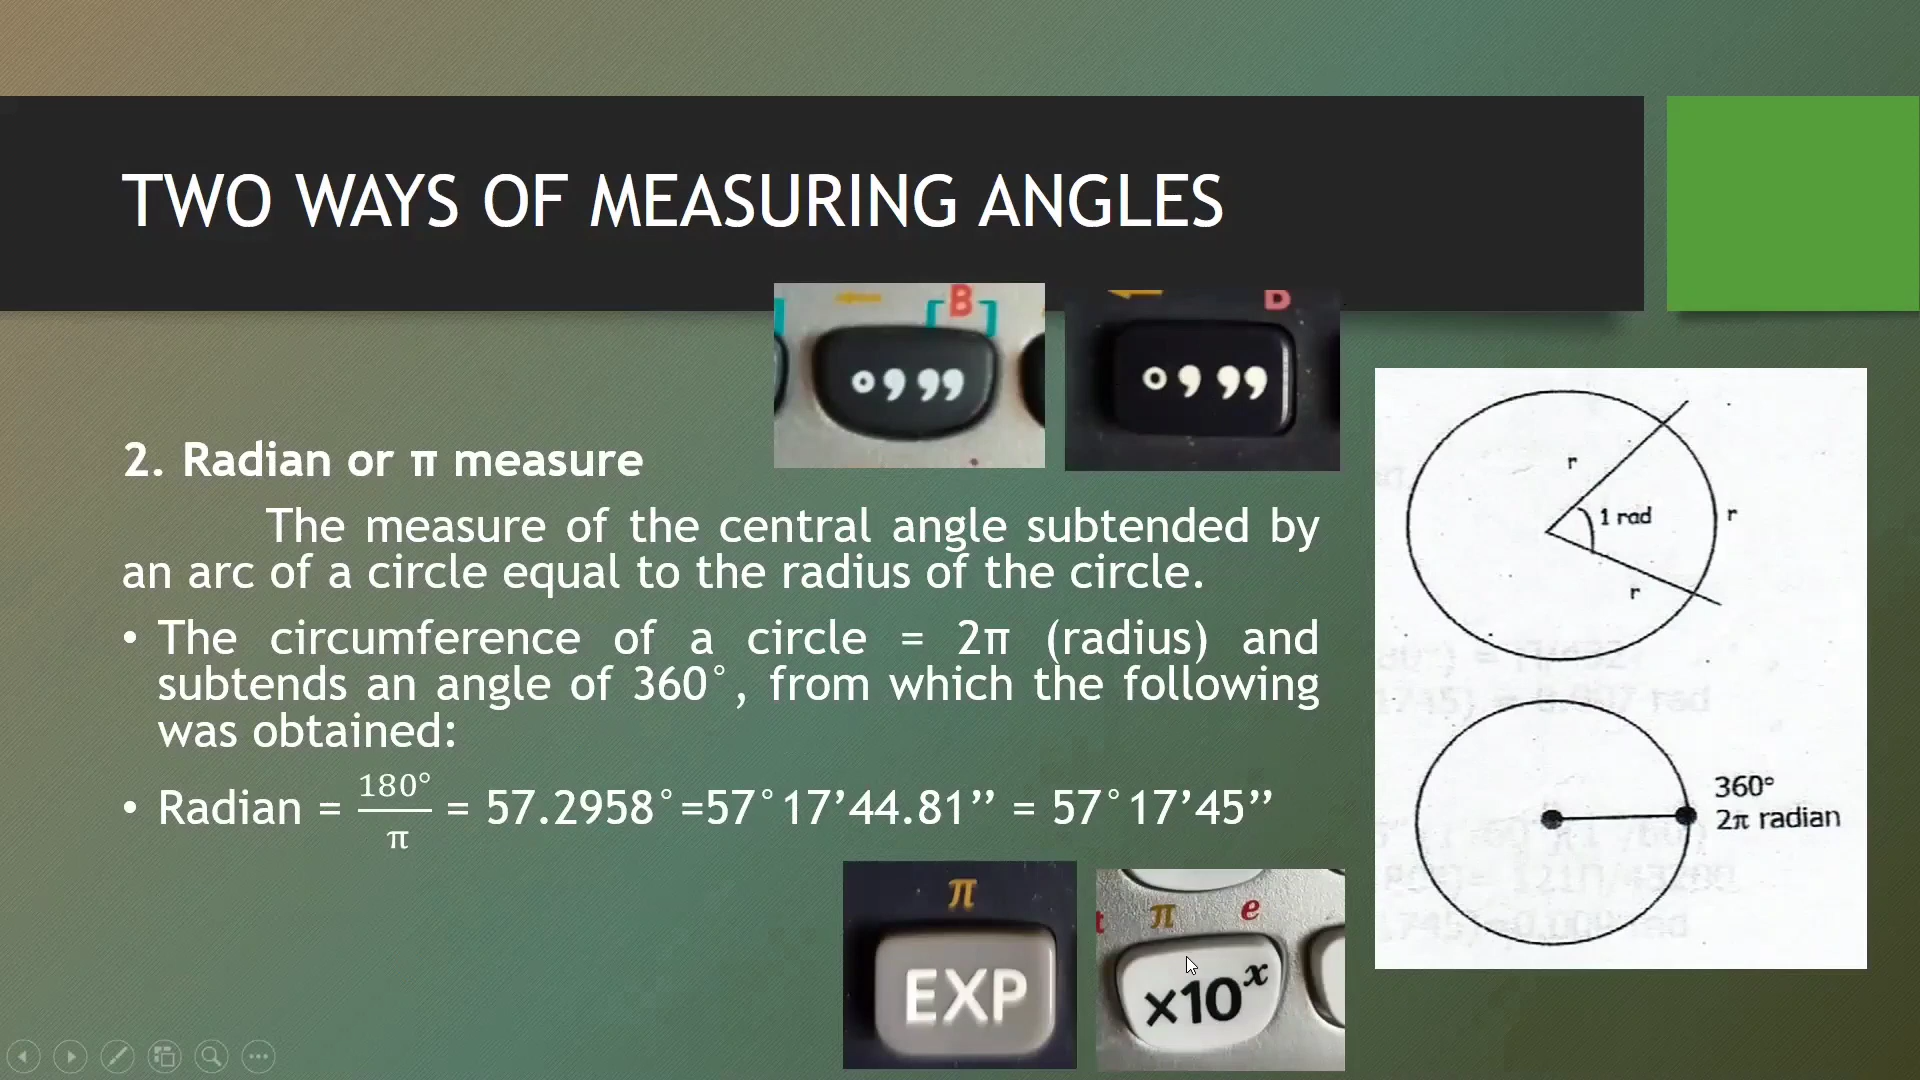 TWO WAYS OF MEASURING ANGLES
B
° , ,,
B
° , ,,
2. Radian or π measure
The measure of the central angle subtended by
an arc of a circle equal to the radius of the circle.
• The circumference of a circle = 2π (radius) and
subtends an angle of 360°, from which the following
was obtained:
• Radian = 180°/π = 57.2958°=57°17’44.81’’ = 57°17’45’’
r
1 rad
r
r
360°
2π radian
π
EXP
π e
×10ˣ